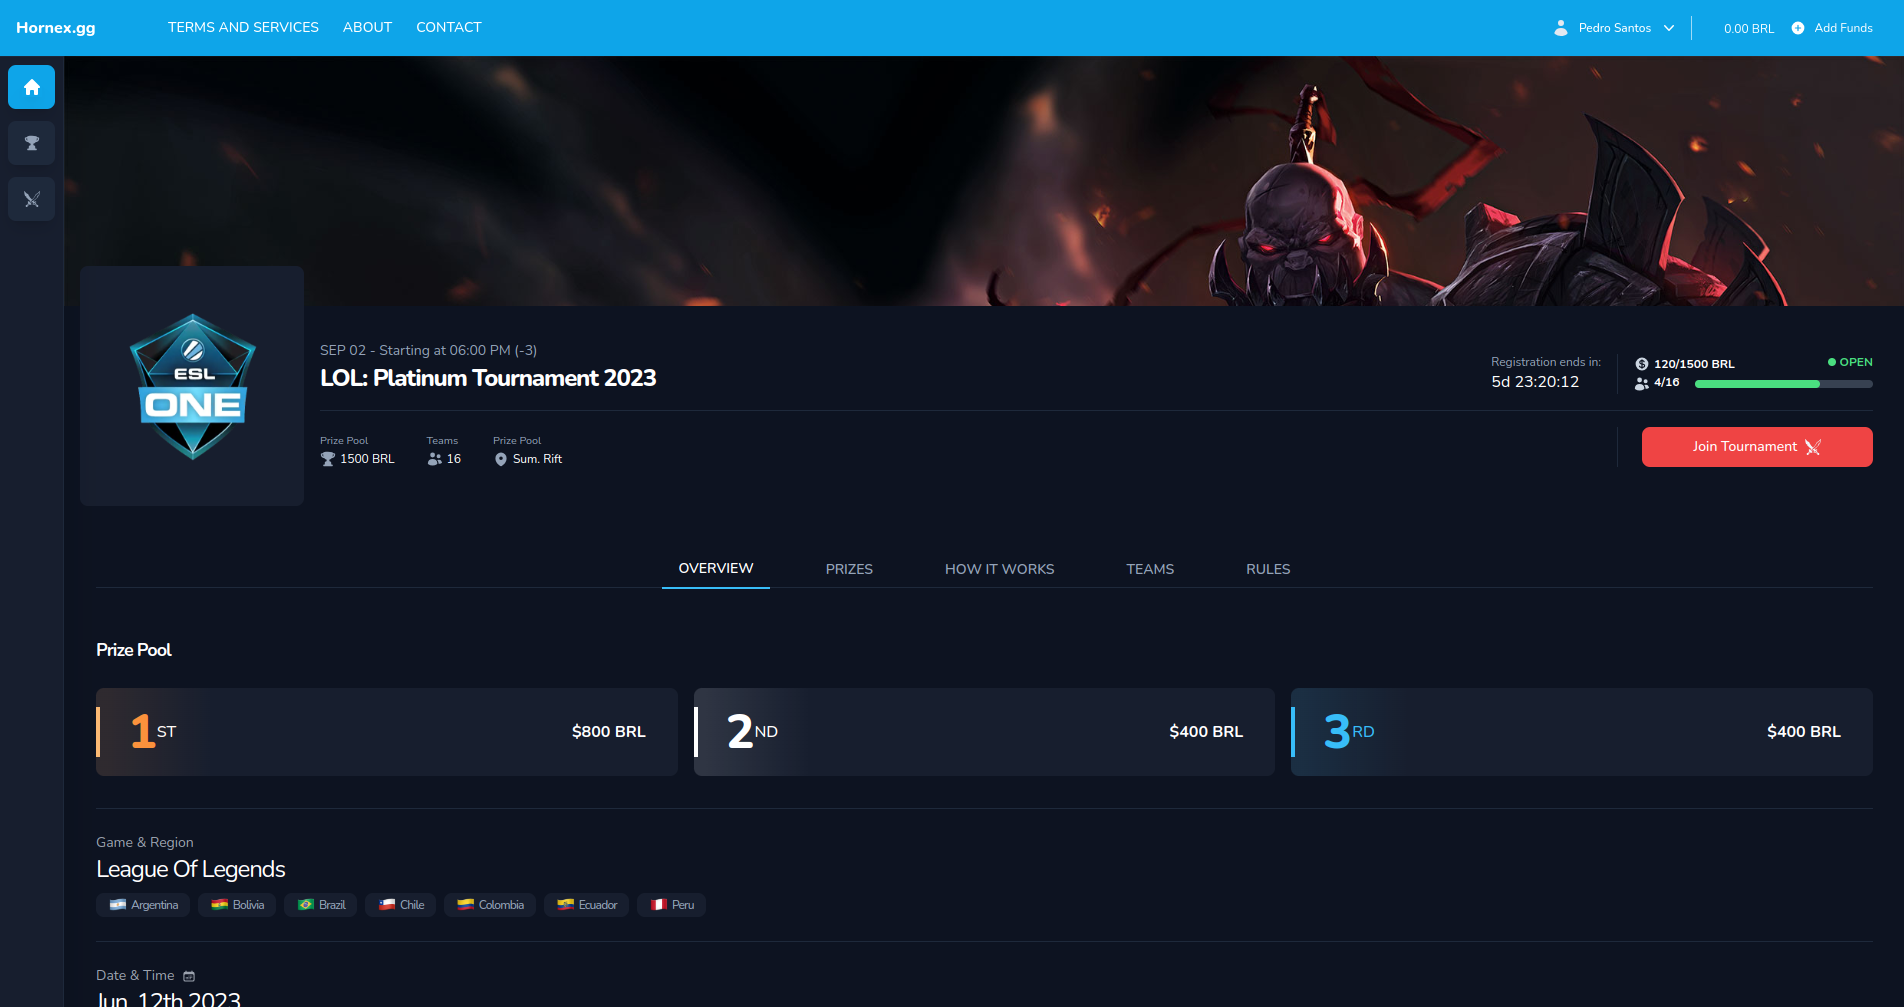 Hornex.gg
TERMS AND SERVICES
ABOUT
CONTACT
Pedro Santos
0.00 BRL
Add Funds
ESL
ONE
SEP 02 - Starting at 06:00 PM (-3)
LOL: Platinum Tournament 2023
Registration ends in:
5d 23:20:12
120/1500 BRL
OPEN
4/16
Prize Pool
1500 BRL
Teams
16
Prize Pool
Sum. Rift
Join Tournament
OVERVIEW
PRIZES
HOW IT WORKS
TEAMS
RULES
Prize Pool
1ST
$800 BRL
2ND
$400 BRL
3RD
$400 BRL
Game & Region
League Of Legends
Argentina
Bolivia
Brazil
Chile
Colombia
Ecuador
Peru
Date & Time
Jun, 12th 2023